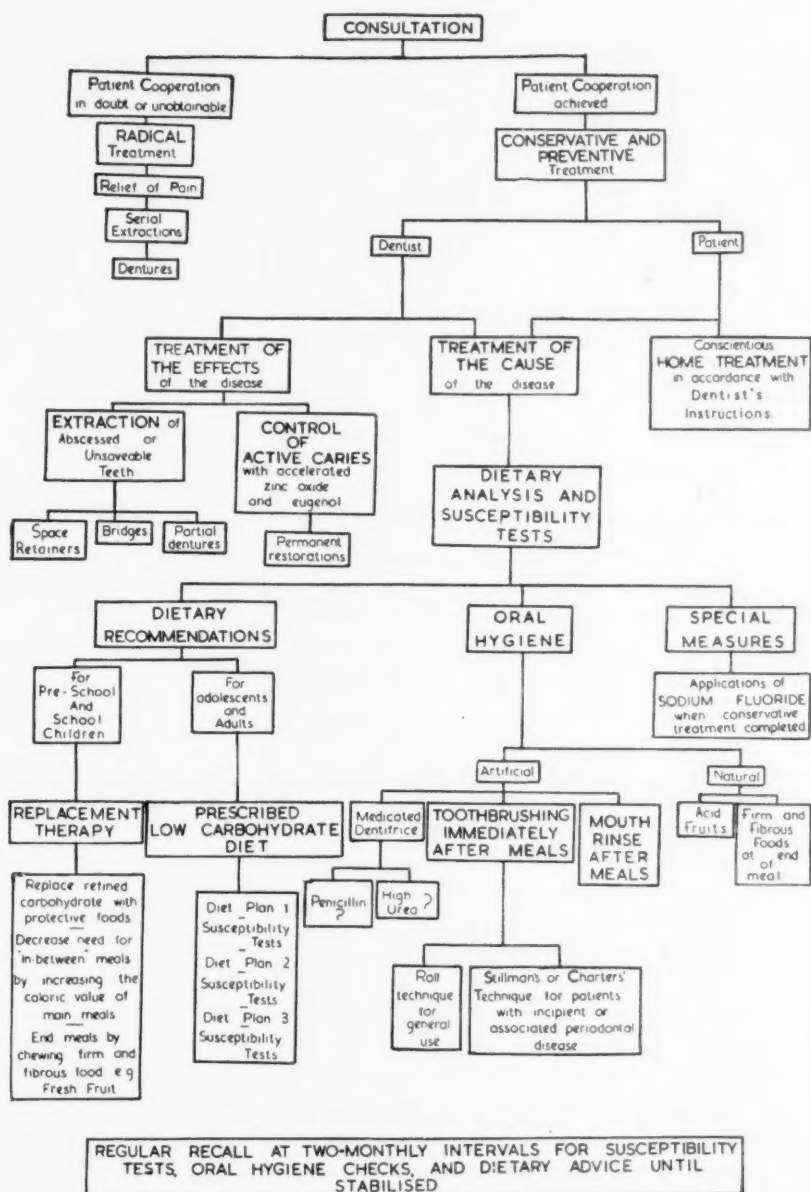 CONSULTATION
Patient Cooperation
in doubt or unobtainable
RADICAL
Treatment
Relief of Pain
Serial
Extractions
Dentures
Patient Cooperation
achieved
CONSERVATIVE AND
PREVENTIVE
Treatment
Dentist
Patient
TREATMENT OF
THE EFFECTS
of the disease
TREATMENT OF
THE CAUSE
of the disease
Conscientious
HOME TREATMENT
in accordance with
Dentist's
Instructions.
EXTRACTION of
Abscessed or
Unsaveable
Teeth
CONTROL
OF
ACTIVE CARIES
with accelerated
zinc oxide
and eugenol
Space
Retainers
Bridges
Partial
dentures
Permanent
restorations
DIETARY
ANALYSIS AND
SUSCEPTIBILITY
TESTS
DIETARY
RECOMMENDATIONS
ORAL
HYGIENE
SPECIAL
MEASURES
For
Pre-School
And
School
Children
For
adolescents
and
Adults
Applications of
SODIUM FLUORIDE
when conservative
treatment completed
Artificial
Natural
REPLACEMENT
THERAPY
PRESCRIBED
LOW CARBOHYDRATE
DIET
Medicated
Dentifrice
TOOTHBRUSHING
IMMEDIATELY
AFTER MEALS
MOUTH
RINSE
AFTER
MEALS
Acid
Fruits
Firm and
Fibrous
Foods
at end
of
meal
Replace refined
carbohydrate with
protective foods
Decrease need for
'in-between' meals
by increasing the
caloric value of
main meals
End meals by
chewing firm and
fibrous food e g
Fresh Fruit
Diet Plan 1
Susceptibility
Tests
Diet Plan 2
Susceptibility
Tests
Diet Plan 3
Susceptibility
Tests
Penicillin
?
High
Urea ?
Roll
technique
for
general
use
Stillman's or Charters'
Technique for patients
with incipient or
associated periodontal
disease
REGULAR RECALL AT TWO-MONTHLY INTERVALS FOR SUSCEPTIBILITY
TESTS, ORAL HYGIENE CHECKS, AND DIETARY ADVICE UNTIL
STABILISED